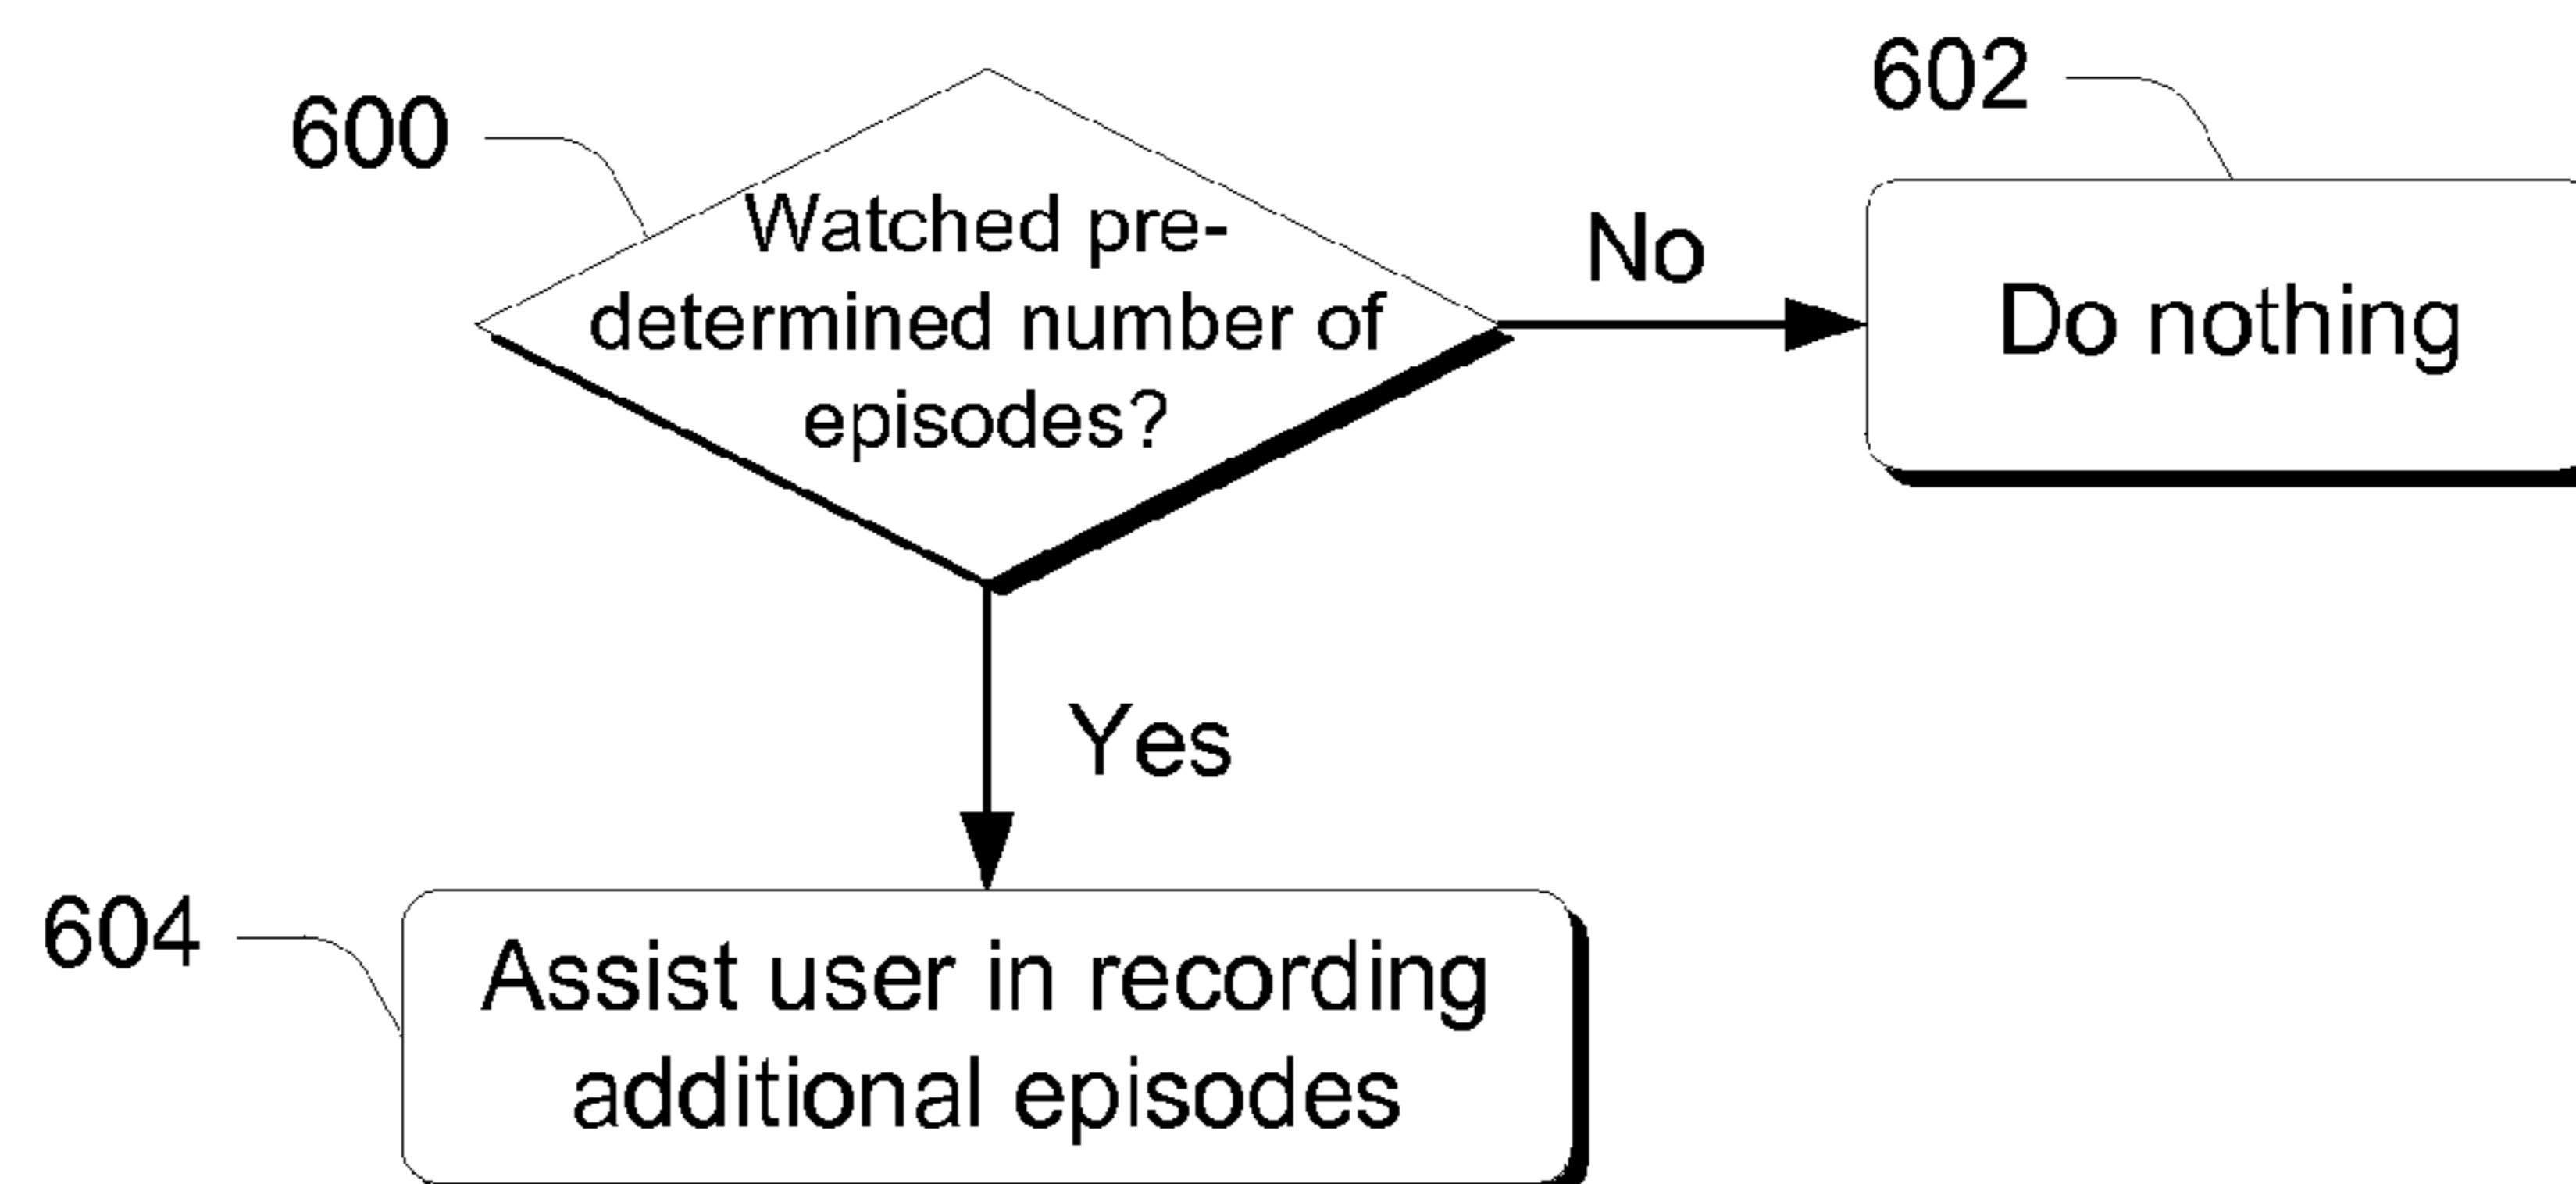 600
Watched pre-
determined number of
episodes?
No
602
Do nothing
Yes
604
Assist user in recording
additional episodes